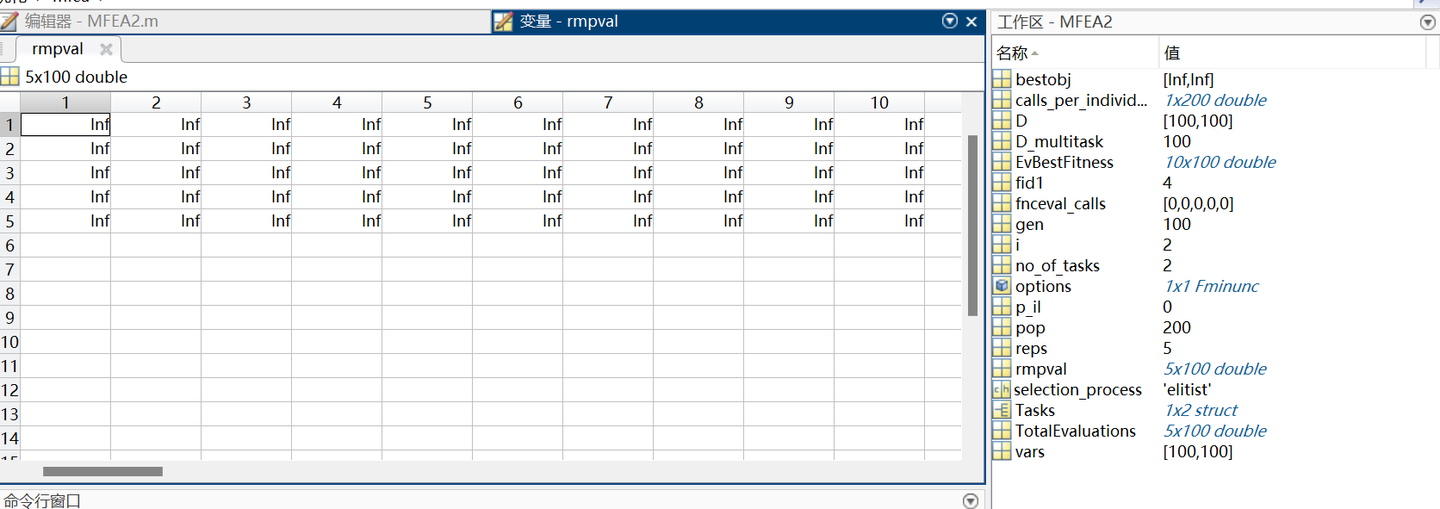 编辑器 - MFEA2.m
变量 - rmpval
工作区 - MFEA2
rmpval
5x100 double
1 2 3 4 5 6 7 8 9 10
1 Inf Inf Inf Inf Inf Inf Inf Inf Inf Inf
2 Inf Inf Inf Inf Inf Inf Inf Inf Inf Inf
3 Inf Inf Inf Inf Inf Inf Inf Inf Inf Inf
4 Inf Inf Inf Inf Inf Inf Inf Inf Inf Inf
5 Inf Inf Inf Inf Inf Inf Inf Inf Inf Inf
6
7
8
9
10
11
12
13
14
名称 值
bestobj [Inf,Inf]
calls_per_individ... 1x200 double
D [100,100]
D_multitask 100
EvBestFitness 10x100 double
fid1 4
fnceval_calls [0,0,0,0,0]
gen 100
i 2
no_of_tasks 2
options 1x1 Fminunc
p_il 0
pop 200
reps 5
rmpval 5x100 double
selection_process 'elitist'
Tasks 1x2 struct
TotalEvaluations 5x100 double
vars [100,100]
命令行窗口